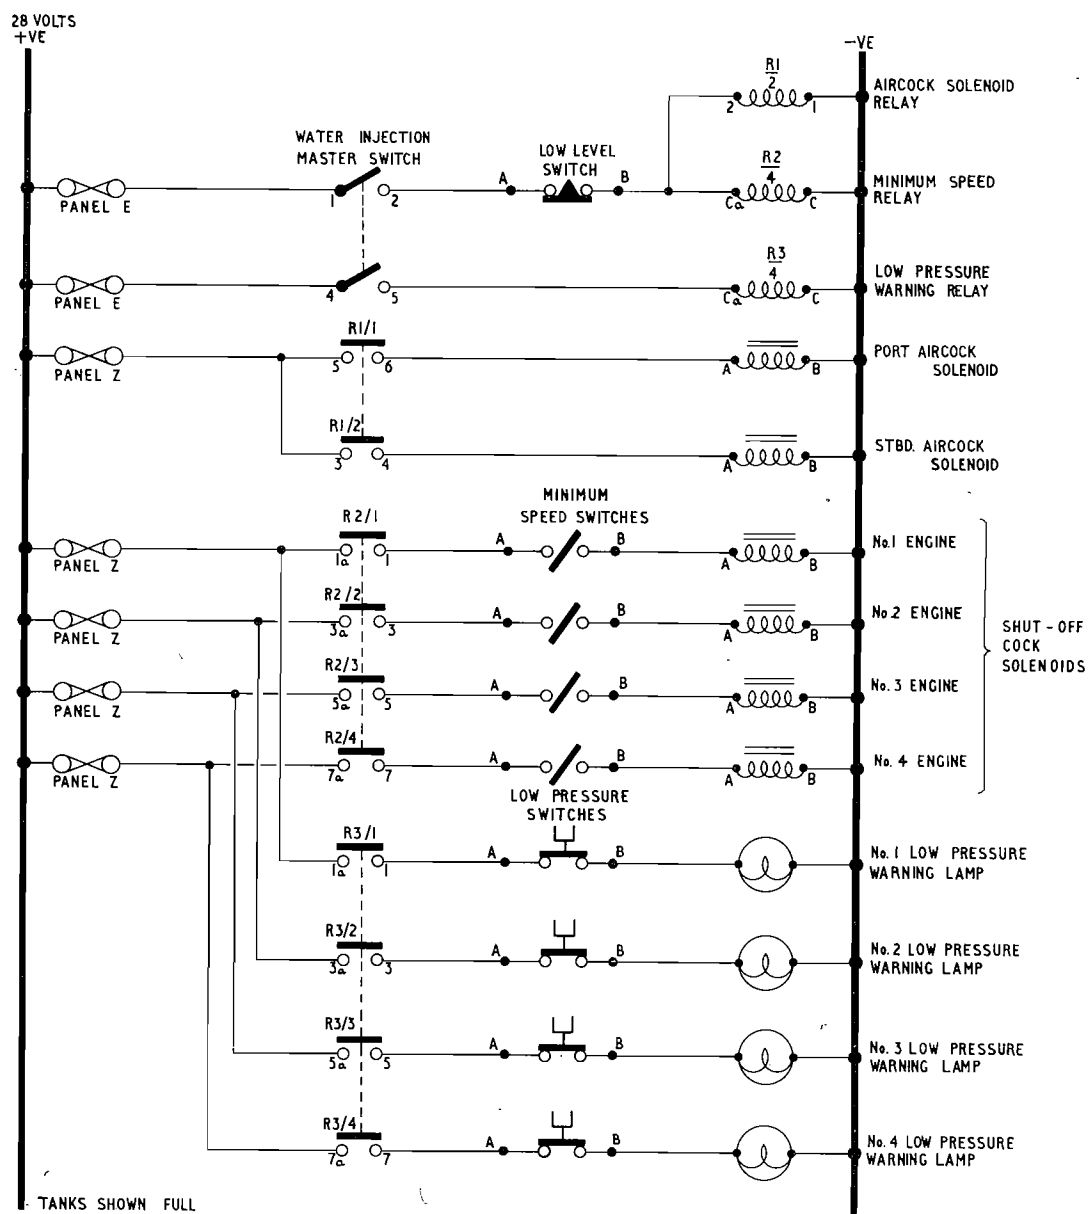 28 VOLTS
+VE
-VE
R1
2
2
1
AIRCOCK SOLENOID
RELAY
WATER INJECTION
MASTER SWITCH
LOW LEVEL
SWITCH
A
B
R2
4
1
2
Ca
C
MINIMUM SPEED
RELAY
PANEL E
R3
4
4
5
Ca
C
LOW PRESSURE
WARNING RELAY
PANEL E
R1/1
5
6
A
B
PORT AIRCOCK
SOLENOID
PANEL Z
R1/2
3
4
A
B
STBD. AIRCOCK
SOLENOID
MINIMUM
SPEED SWITCHES
R2/1
1a
1
A
B
A
B
No.1 ENGINE
PANEL Z
R2/2
3a
3
A
B
A
B
No.2 ENGINE
PANEL Z
SHUT-OFF
COCK
SOLENOIDS
R2/3
5a
5
A
B
A
B
No. 3 ENGINE
PANEL Z
R2/4
7a
7
A
B
A
B
No. 4 ENGINE
PANEL Z
LOW PRESSURE
SWITCHES
R3/1
1a
1
A
B
No.1 LOW PRESSURE
WARNING LAMP
R3/2
3a
3
A
B
No.2 LOW PRESSURE
WARNING LAMP
R3/3
5a
5
A
B
No.3 LOW PRESSURE
WARNING LAMP
R3/4
7a
7
A
B
No.4 LOW PRESSURE
WARNING LAMP
TANKS SHOWN FULL